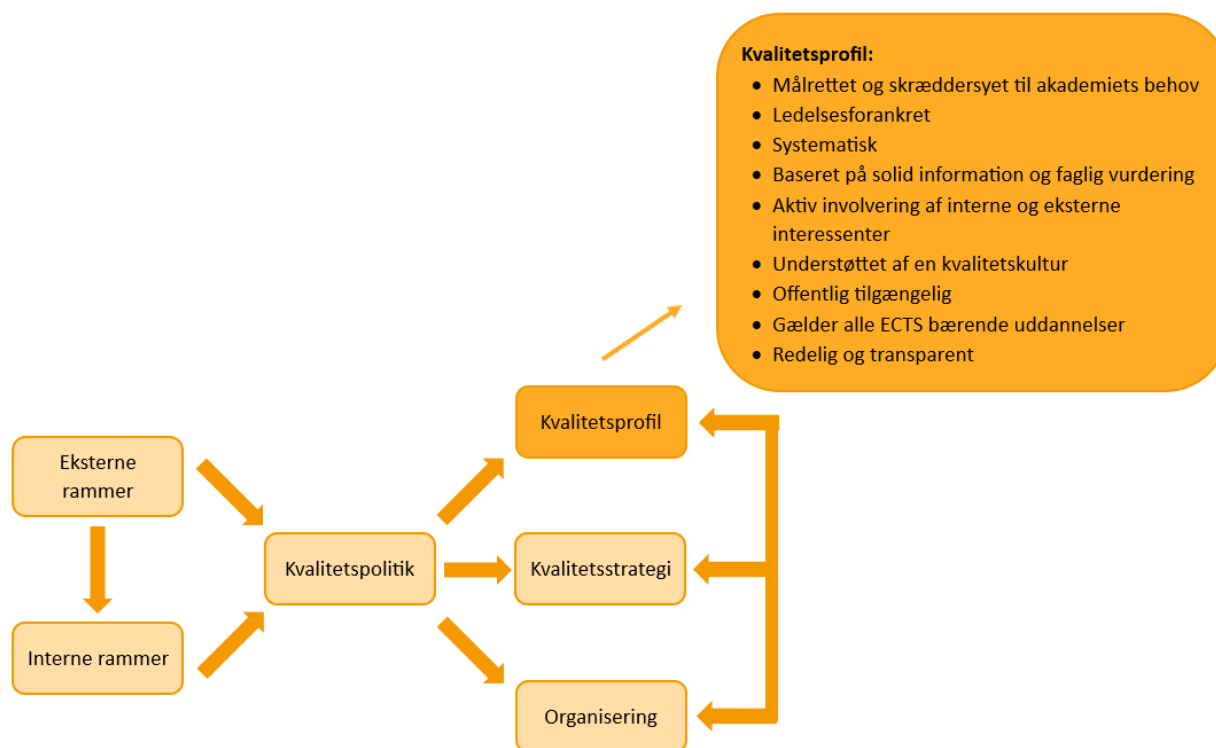 Kvalitetsprofil:
• Målrettet og skræddersyet til akademiets behov
• Ledelsesforankret
• Systematisk
• Baseret på solid information og faglig vurdering
• Aktiv involvering af interne og eksterne
interessenter
• Understøttet af en kvalitetskultur
• Offentlig tilgængelig
• Gælder alle ECTS bærende uddannelser
• Redelig og transparent
Kvalitetsprofil
Eksterne
rammer
Kvalitetspolitik
Kvalitetsstrategi
Interne rammer
Organisering